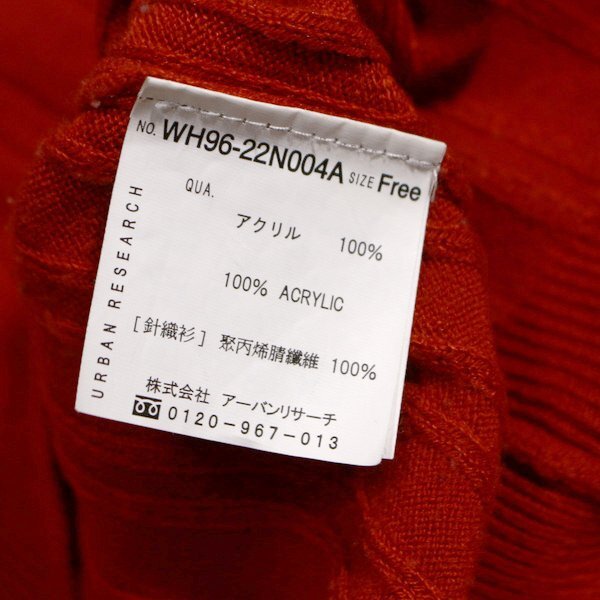 NO. WH96-22N004A SIZE Free
QUA.
アクリル 100%
100% ACRYLIC
[針織衫] 聚丙烯腈纖維 100%
株式会社 アーバンリサーチ
0120-967-013
URBAN RESEARCH